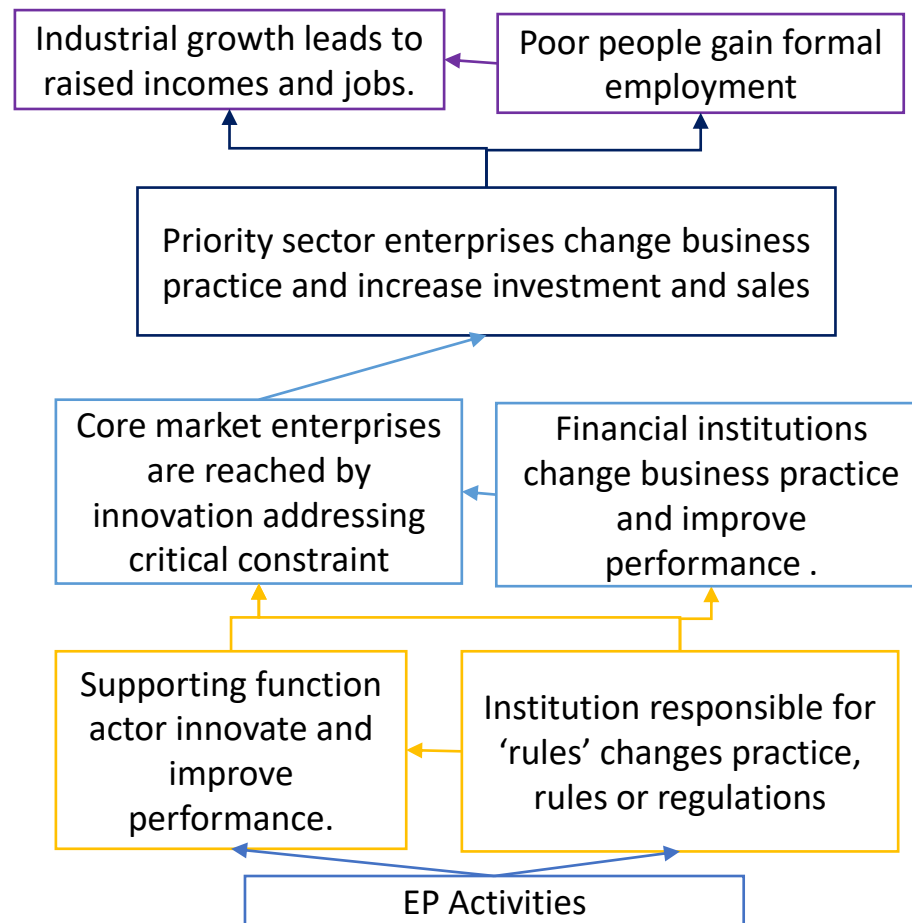 Industrial growth leads to
raised incomes and jobs.
Poor people gain formal
employment
Priority sector enterprises change business
practice and increase investment and sales
Core market enterprises
are reached by
innovation addressing
critical constraint
Financial institutions
change business practice
and improve
performance .
Supporting function
actor innovate and
improve
performance.
Institution responsible for
‘rules’ changes practice,
rules or regulations
EP Activities